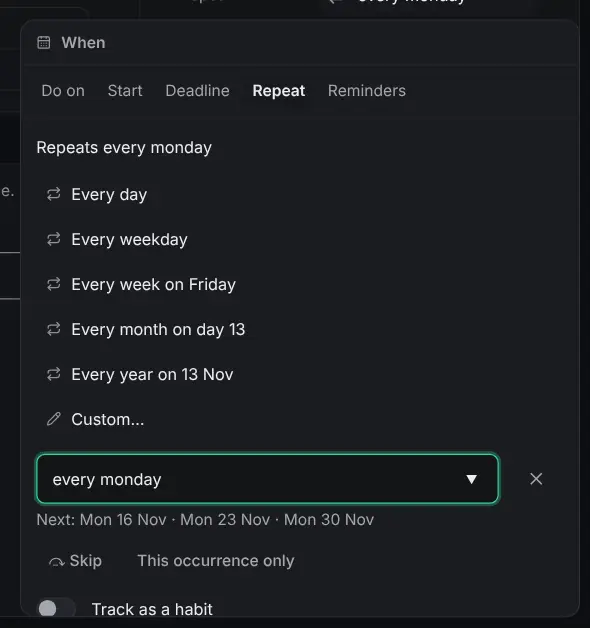 every monday
When
Do on Start Deadline Repeat Reminders
Repeats every monday
e.
Every day
Every weekday
Every week on Friday
Every month on day 13
Every year on 13 Nov
Custom...
every monday
Next: Mon 16 Nov · Mon 23 Nov · Mon 30 Nov
Skip This occurrence only
Track as a habit